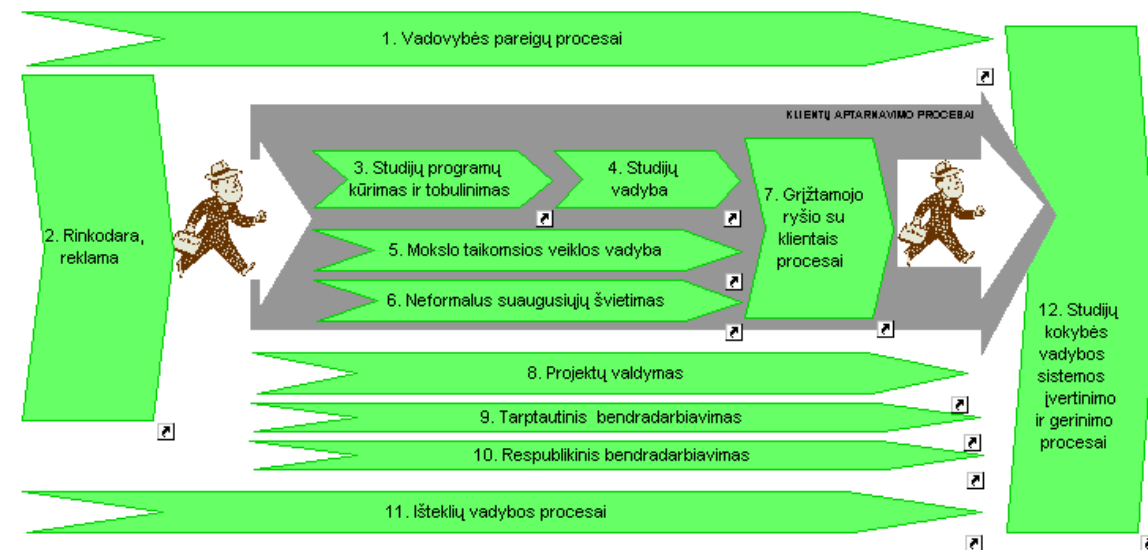 1. Vadovybės pareigų procesai
KLIENTŲ APTARNAVIMO PROCESAI
2. Rinkodara,
reklama
3. Studijų programų
kūrimas ir tobulinimas
4. Studijų
vadyba
5. Mokslo taikomsios veiklos vadyba
6. Neformalus suaugusiųjų švietimas
7. Grįžtamojo
ryšio su
klientais
procesai
8. Projektų valdymas
9. Tarptautinis bendradarbiavimas
10. Respublikinis bendradarbiavimas
11. Išteklių vadybos procesai
12. Studijų
kokybės
vadybos
sistemos
įvertinimo
ir gerinimo
procesai